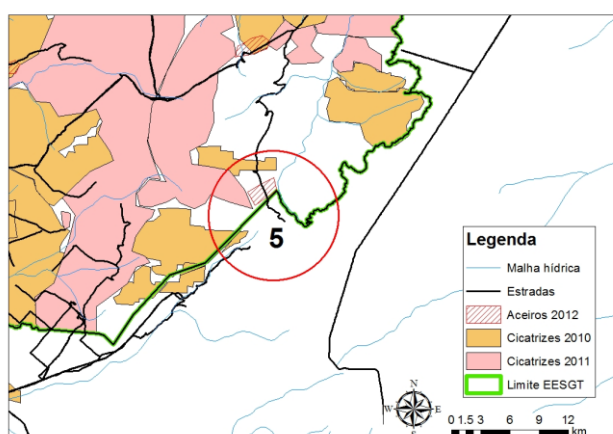 5
Legenda
Malha hídrica
Estradas
Aceiros 2012
Cicatrizes 2010
Cicatrizes 2011
Limite EESGT
N
W E
S
0 1.5 3 6 9 12
km